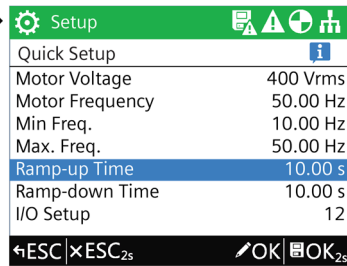 Setup
Quick Setup
Motor Voltage 400 Vrms
Motor Frequency 50.00 Hz
Min Freq. 10.00 Hz
Max. Freq. 50.00 Hz
Ramp-up Time 10.00 s
Ramp-down Time 10.00 s
I/O Setup 12
ESC ESC2s OK OK2s